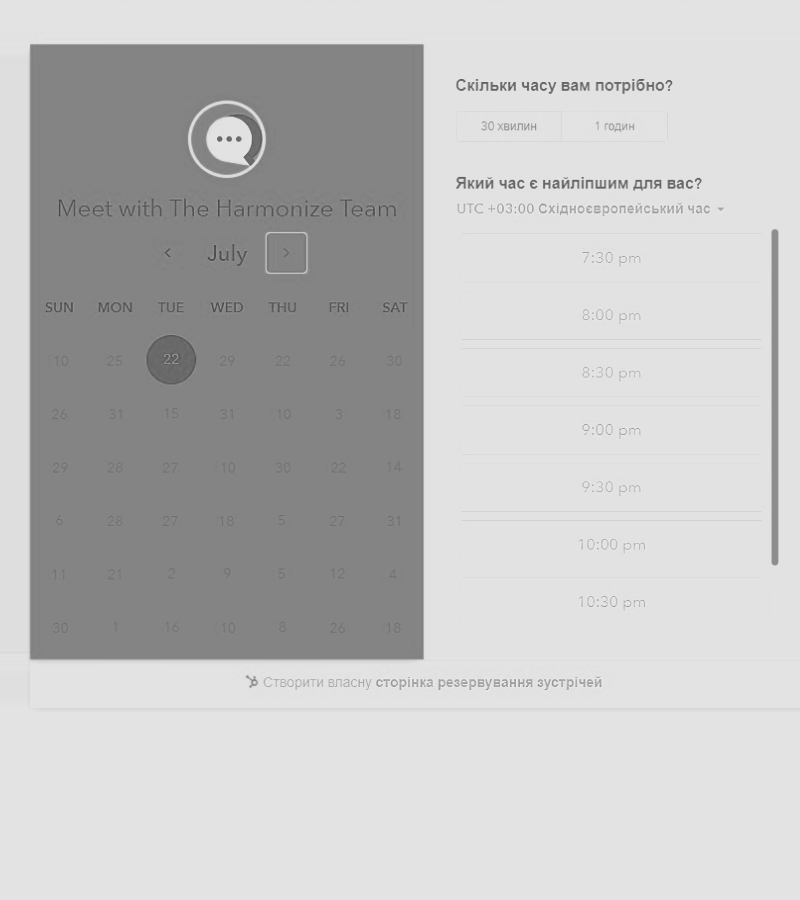 Meet with The Harmonize Team
July
SUN MON TUE WED THU FRI SAT
10 25 22 29 22 26 30
26 31 15 31 10 3 18
29 28 27 10 30 22 14
6 28 27 18 5 27 31
11 21 2 9 5 12 4
30 1 16 10 8 26 18
Скільки часу вам потрібно?
30 хвилин 1 годин
Який час є найліпшим для вас?
UTC +03:00 Східноєвропейський час
7:30 pm
8:00 pm
8:30 pm
9:00 pm
9:30 pm
10:00 pm
10:30 pm
Створити власну сторінка резервування зустрічей